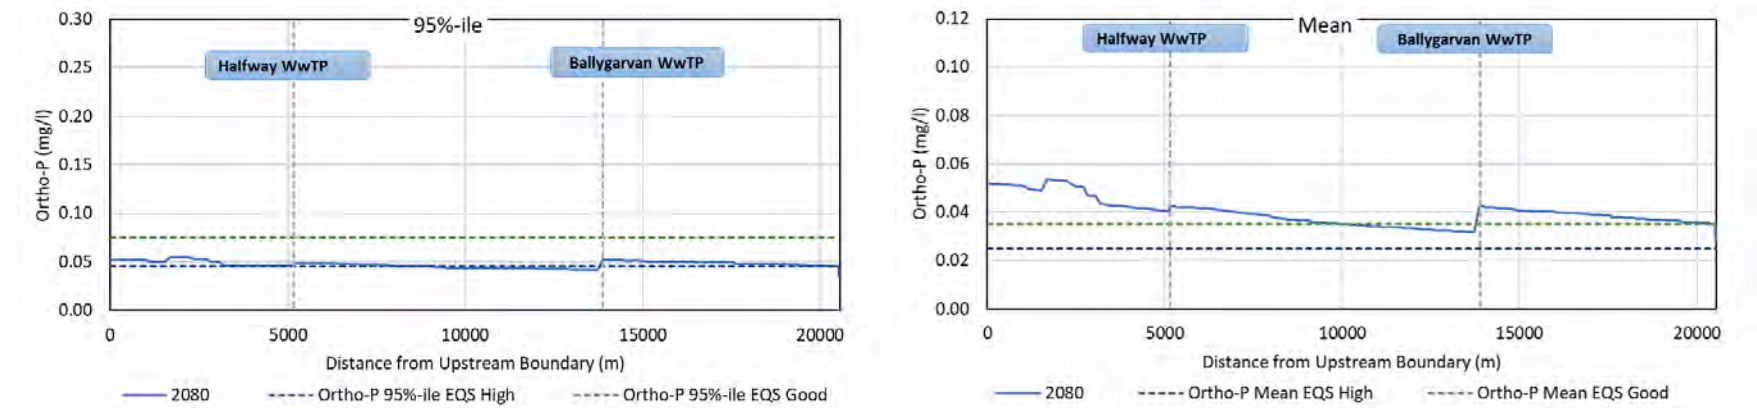 95%-ile
0.30
0.25
0.20
0.15
0.10
0.05
0.00
Ortho-P (mg/l)
Halfway WwTP
Ballygarvan WwTP
0 5000 10000 15000 20000
Distance from Upstream Boundary (m)
2080 Ortho-P 95%-ile EQS High Ortho-P 95%-ile EQS Good
Mean
0.12
0.10
0.08
0.06
0.04
0.02
0.00
Ortho-P (mg/l)
Halfway WwTP
Ballygarvan WwTP
0 5000 10000 15000 20000
Distance from Upstream Boundary (m)
2080 Ortho-P Mean EQS High Ortho-P Mean EQS Good